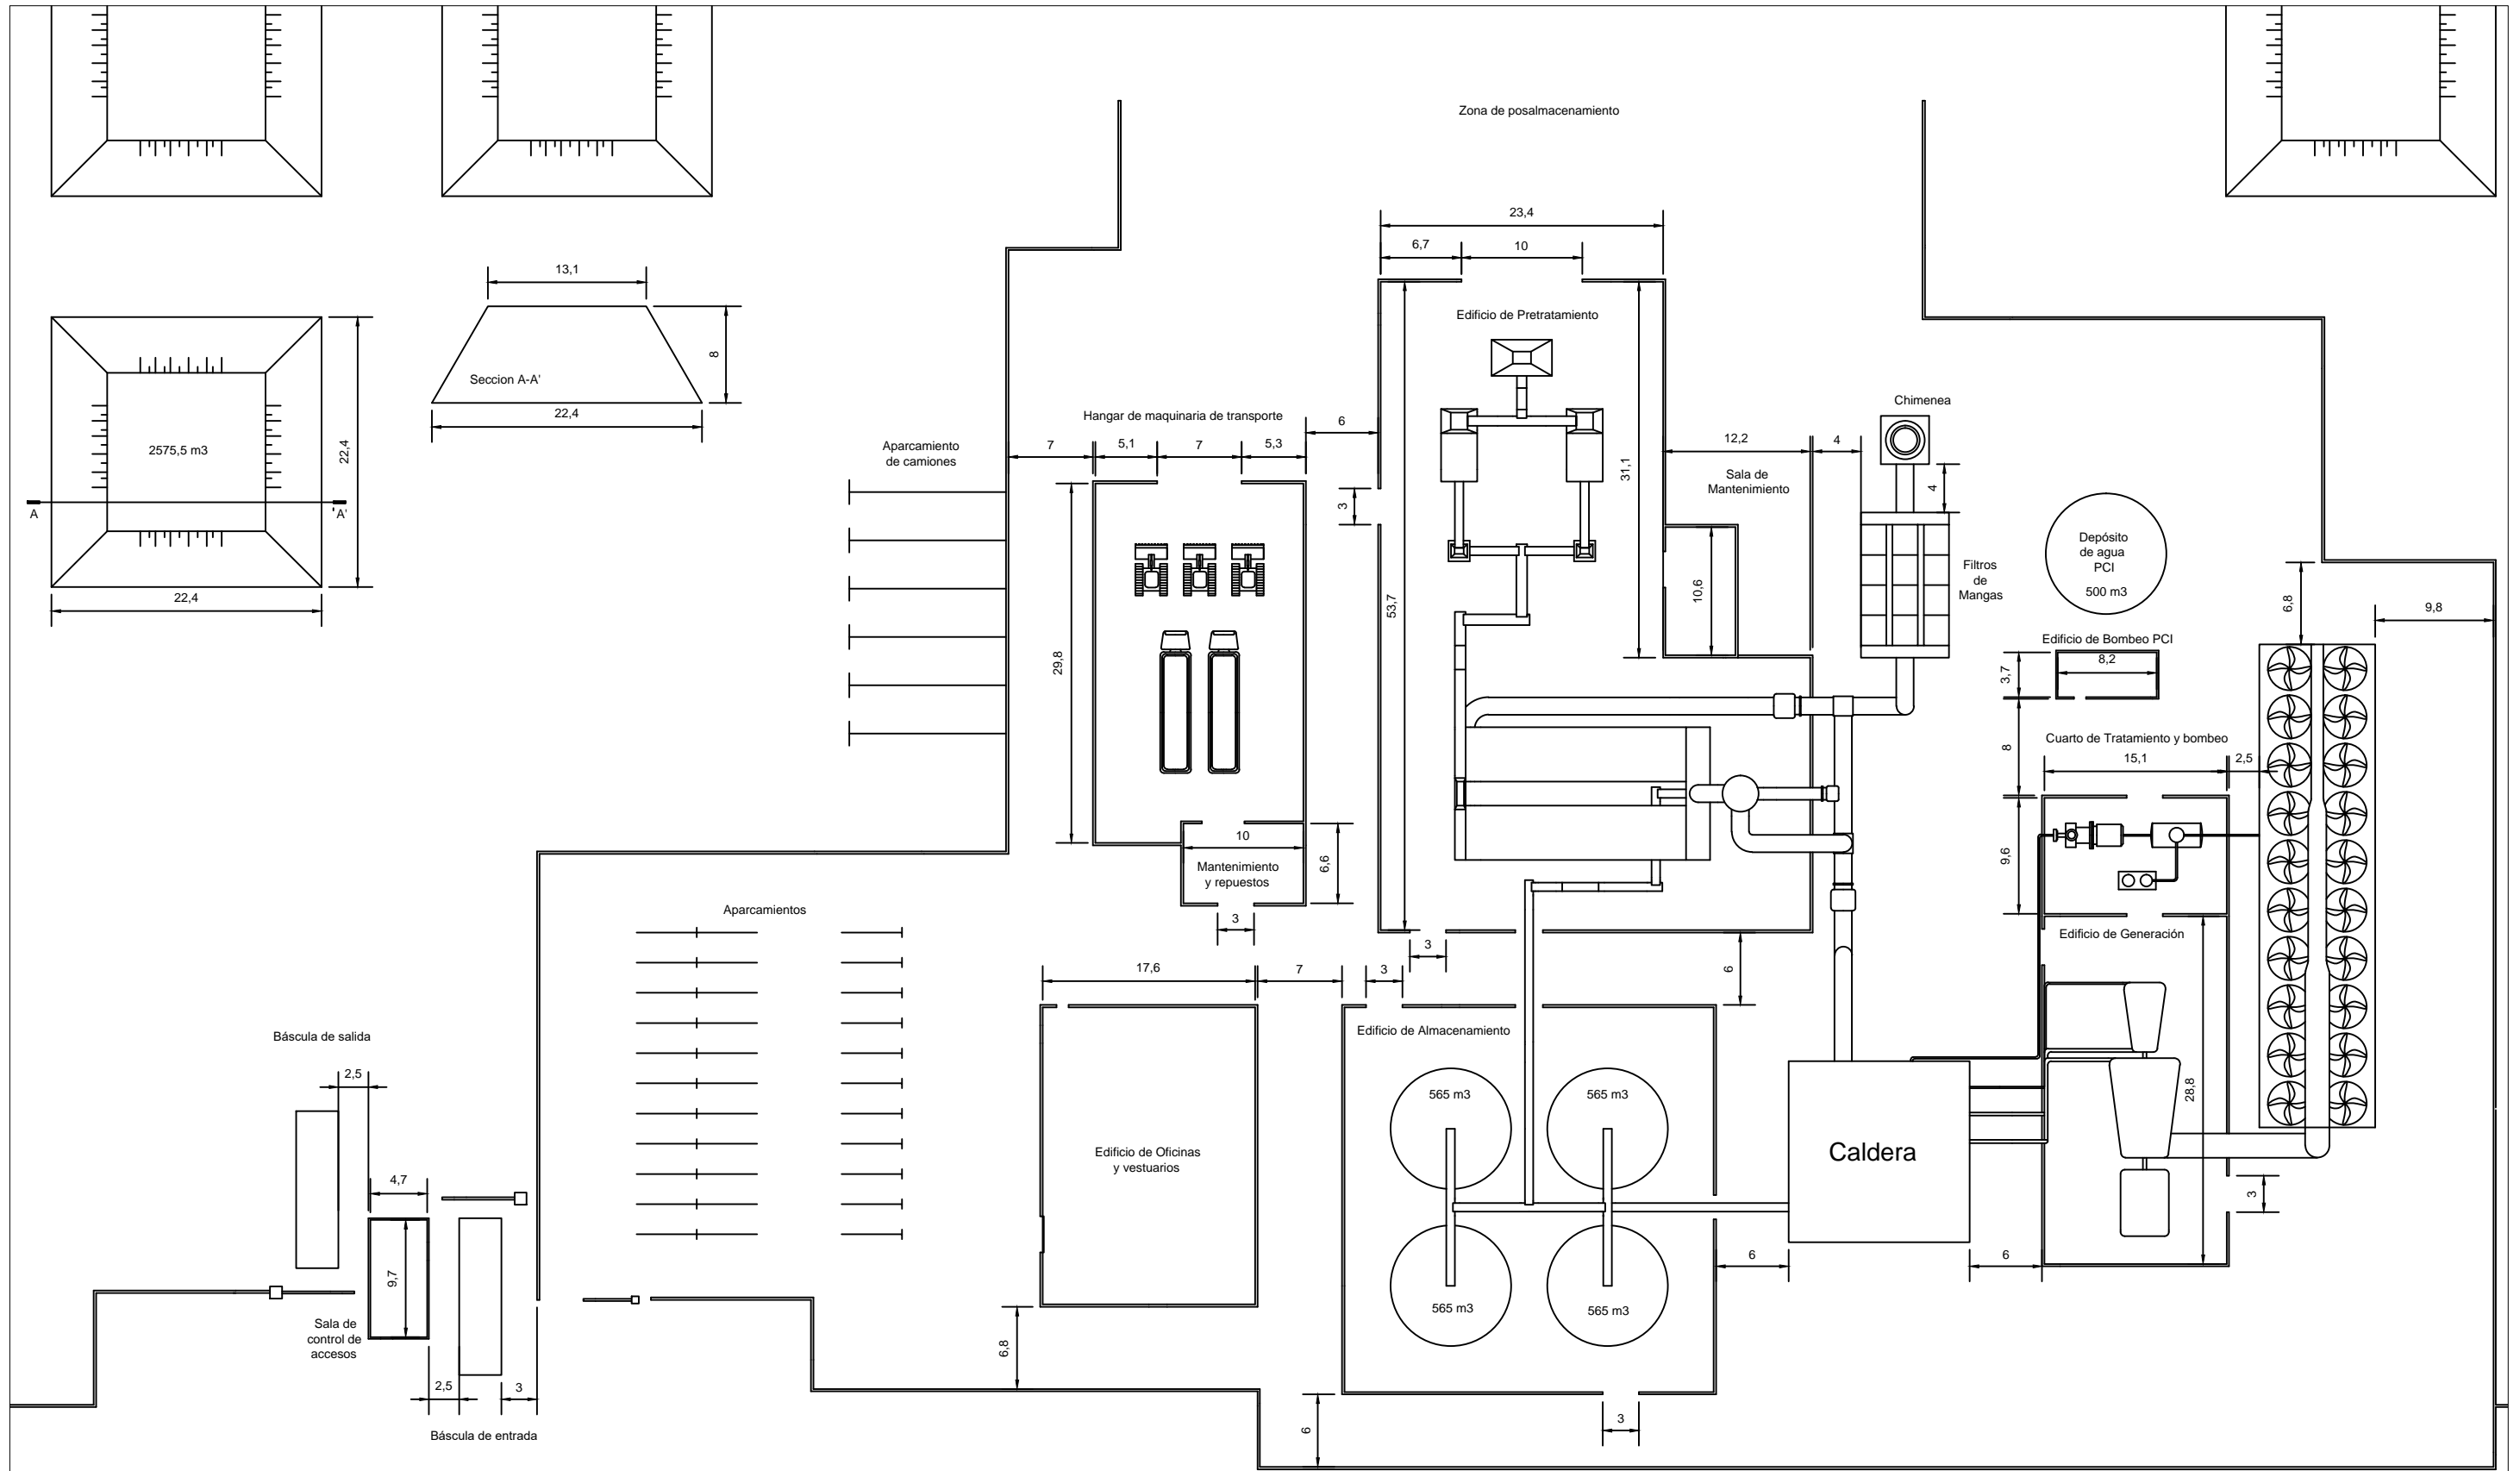 Zona de posalmacenamiento
23,4
6,7
10
13,1
8
Seccion A-A'
22,4
2575,5 m3
22,4
A
'A'
22,4
Edificio de Pretratamiento
Hangar de maquinaria de transporte
Aparcamiento
de camiones
7
5,1
7
5,3
6
3
29,8
53,7
31,1
12,2
4
Sala de
Mantenimiento
10,6
Chimenea
4
Filtros
de
Mangas
Depósito
de agua
PCI
500 m3
6,8
9,8
Edificio de Bombeo PCI
8,2
3,7
8
Cuarto de Tratamiento y bombeo
15,1
2,5
9,6
10
Mantenimiento
y repuestos
6,6
3
Aparcamientos
Edificio de Generación
3
6
17,6
7
3
Edificio de Almacenamiento
Báscula de salida
2,5
565 m3
565 m3
28,8
Edificio de Oficinas
y vestuarios
Caldera
4,7
3
9,7
6
6
565 m3
565 m3
Sala de
control de
accesos
6,8
2,5
3
3
6
Báscula de entrada